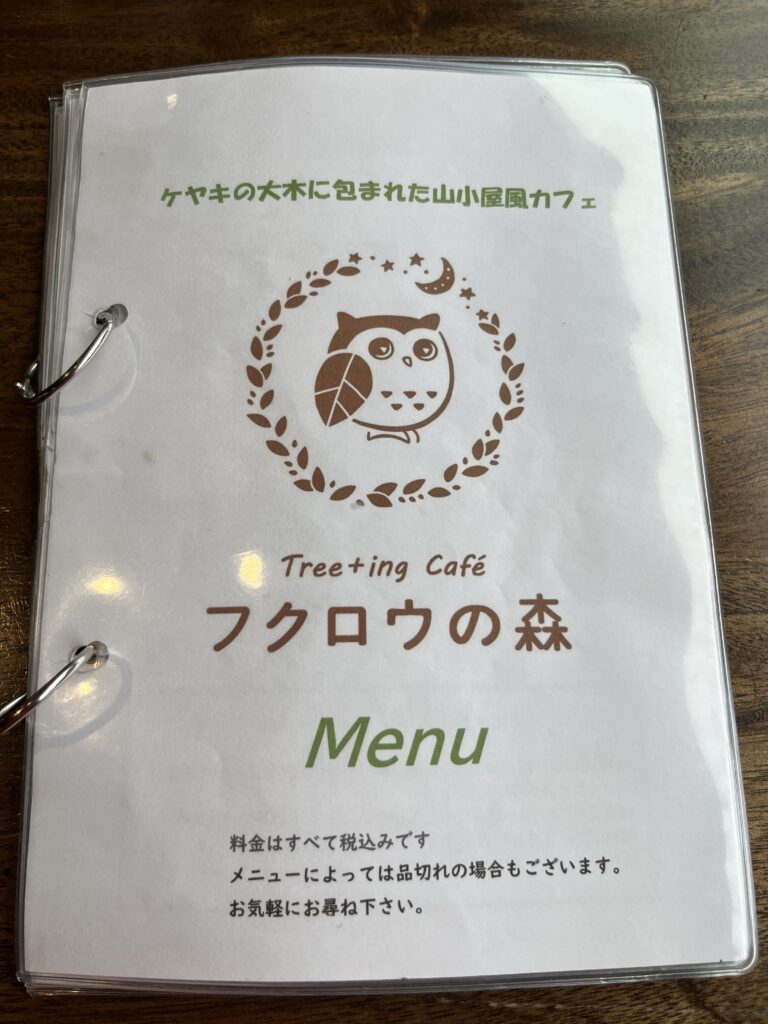 ケヤキの大木に包まれた山小屋風カフェ
Tree+ing Café
フクロウの森
Menu
料金はすべて税込みです
メニューによっては品切れの場合もございます。
お気軽にお尋ね下さい。